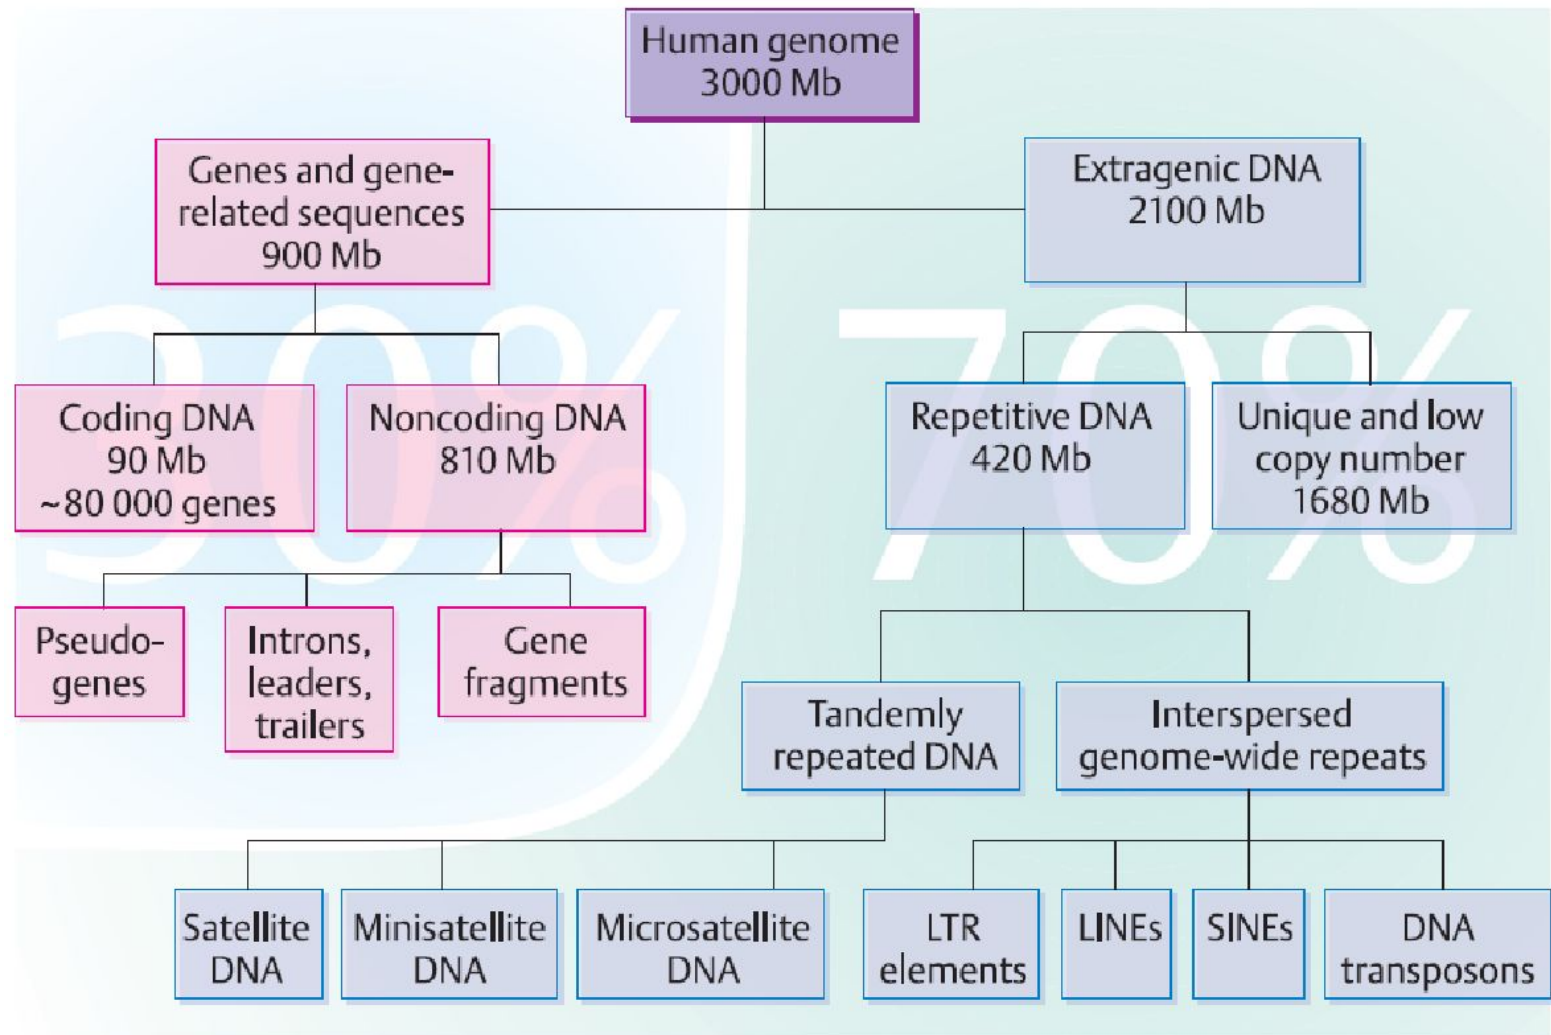 Human genome
3000 Mb
Genes and gene-
related sequences
900 Mb
Extragenic DNA
2100 Mb
30%
70%
Coding DNA
90 Mb
~80 000 genes
Noncoding DNA
810 Mb
Repetitive DNA
420 Mb
Unique and low
copy number
1680 Mb
Pseudo-
genes
Introns,
leaders,
trailers
Gene
fragments
Tandemly
repeated DNA
Interspersed
genome-wide repeats
Satellite
DNA
Minisatellite
DNA
Microsatellite
DNA
LTR
elements
LINEs
SINEs
DNA
transposons